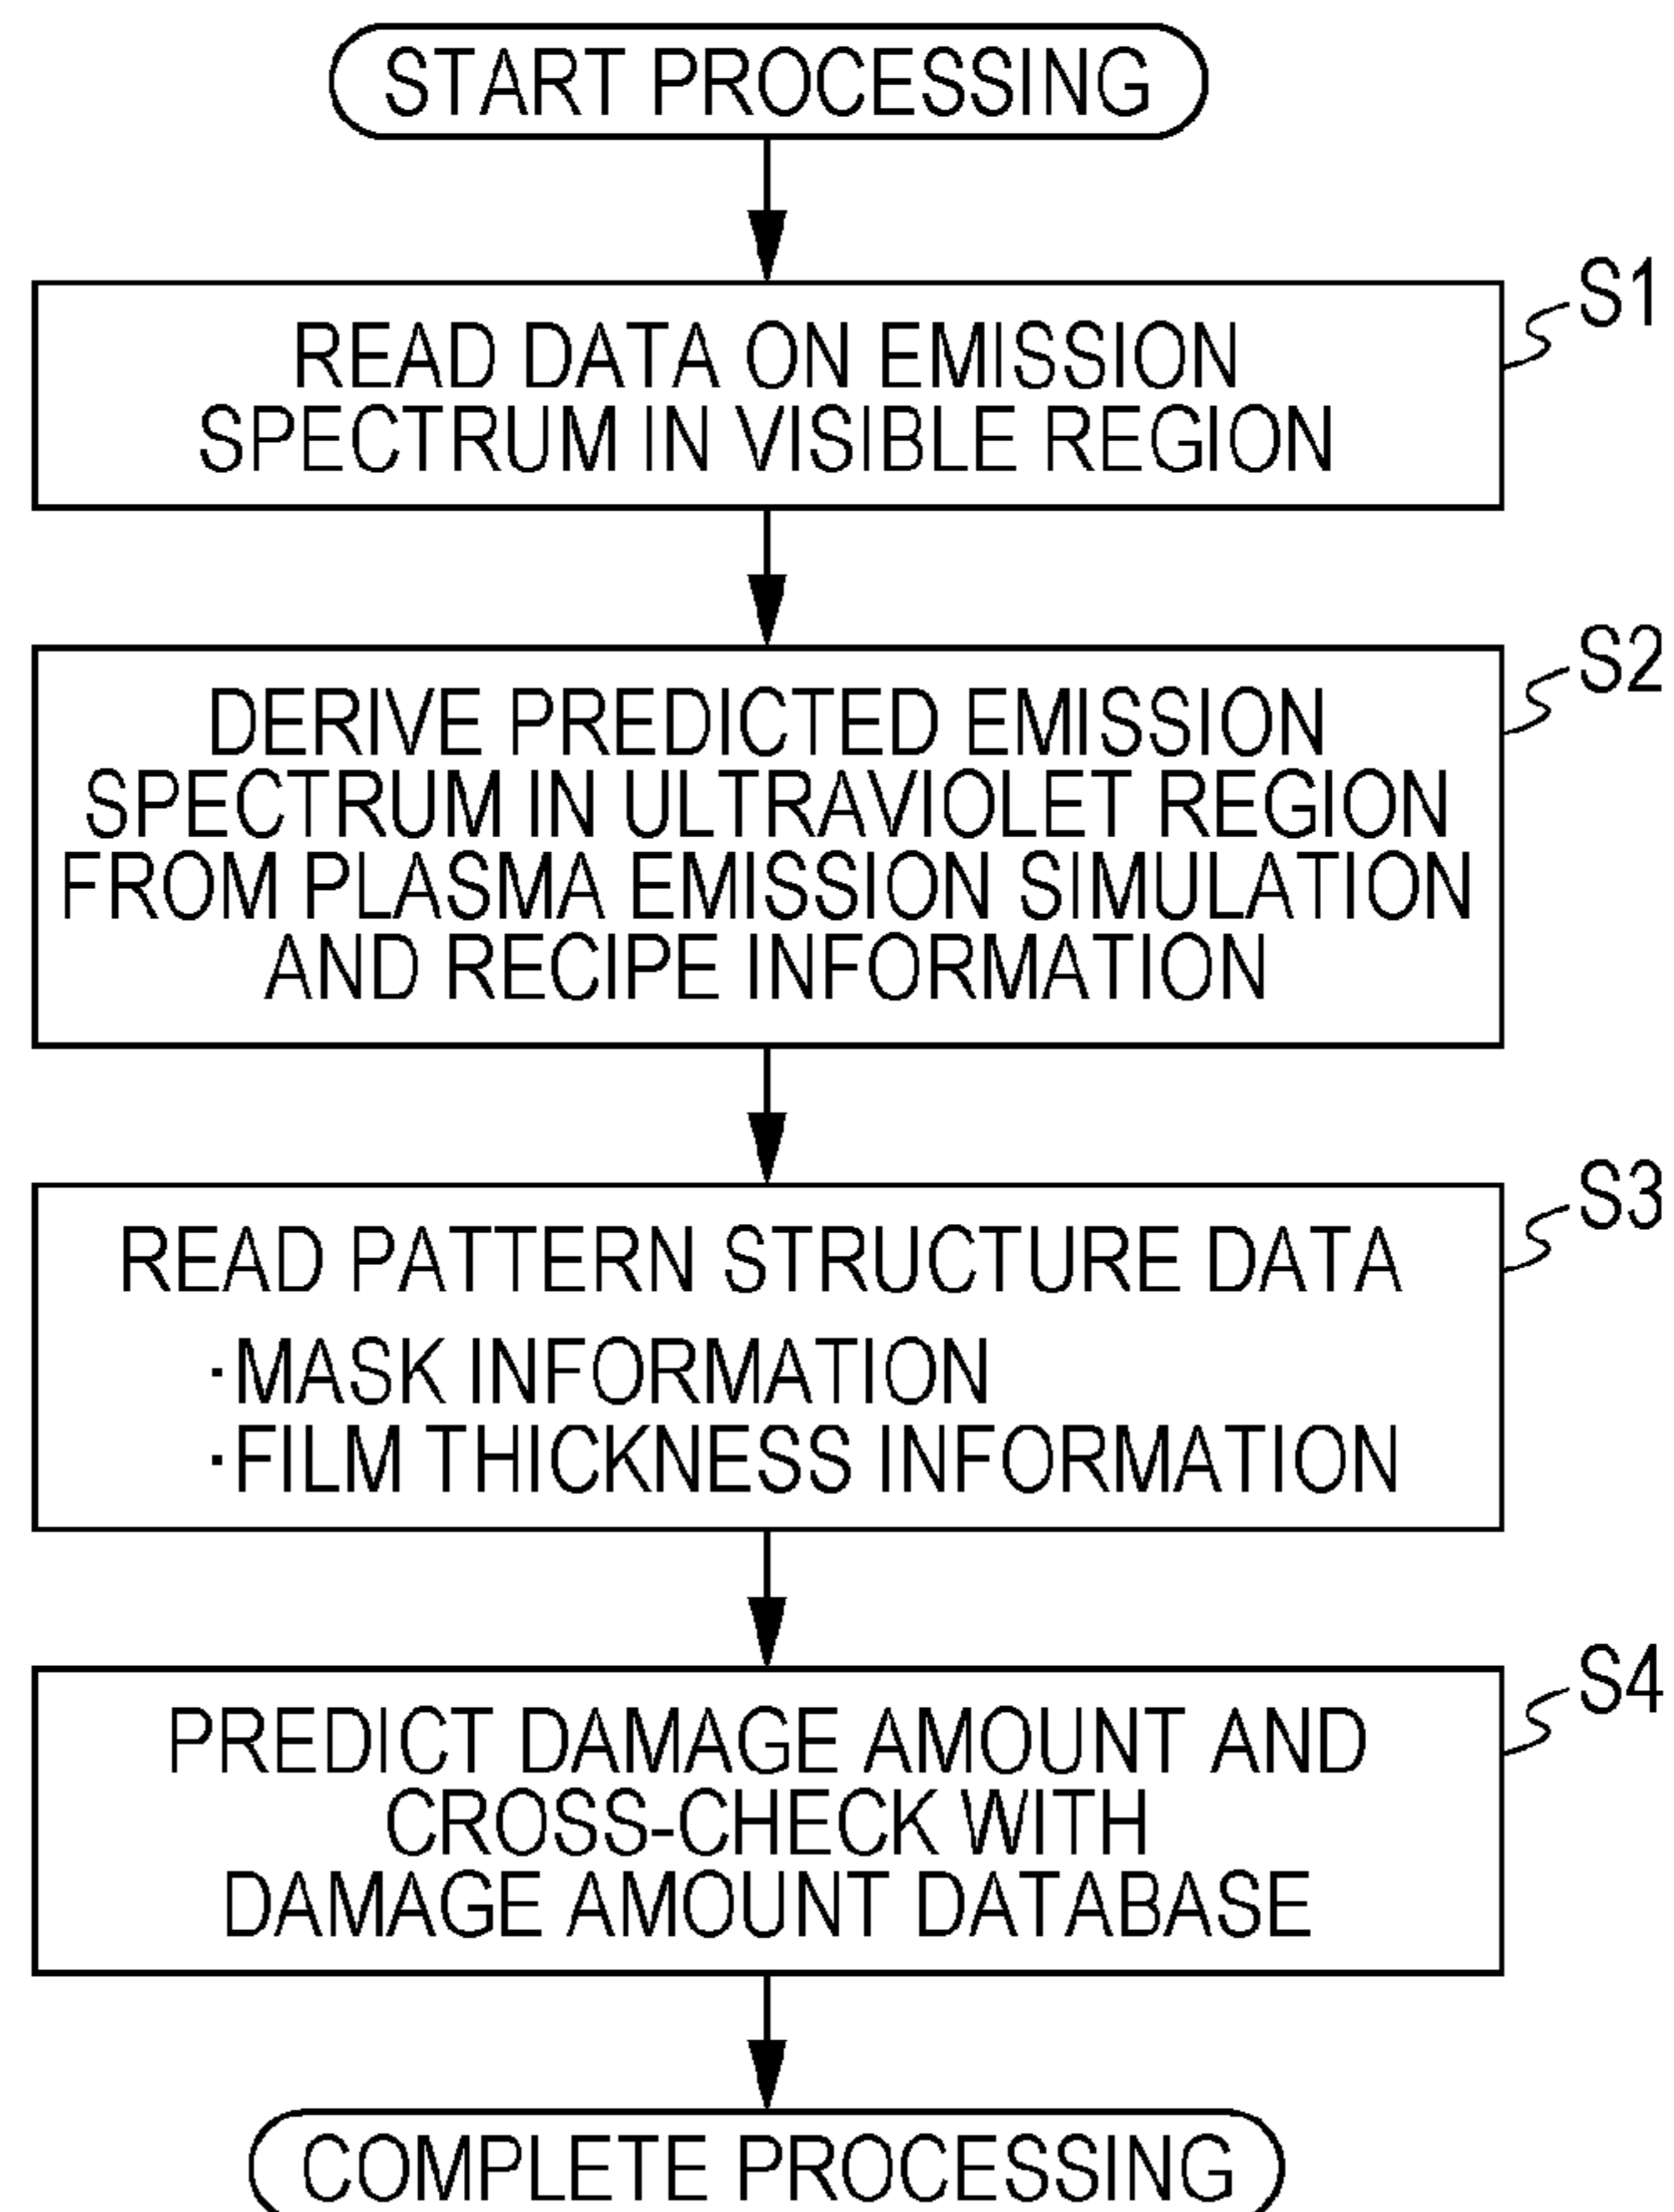 START PROCESSING
S1
READ DATA ON EMISSION
SPECTRUM IN VISIBLE REGION
S2
DERIVE PREDICTED EMISSION
SPECTRUM IN ULTRAVIOLET REGION
FROM PLASMA EMISSION SIMULATION
AND RECIPE INFORMATION
S3
READ PATTERN STRUCTURE DATA
·MASK INFORMATION
·FILM THICKNESS INFORMATION
S4
PREDICT DAMAGE AMOUNT AND
CROSS-CHECK WITH
DAMAGE AMOUNT DATABASE
COMPLETE PROCESSING